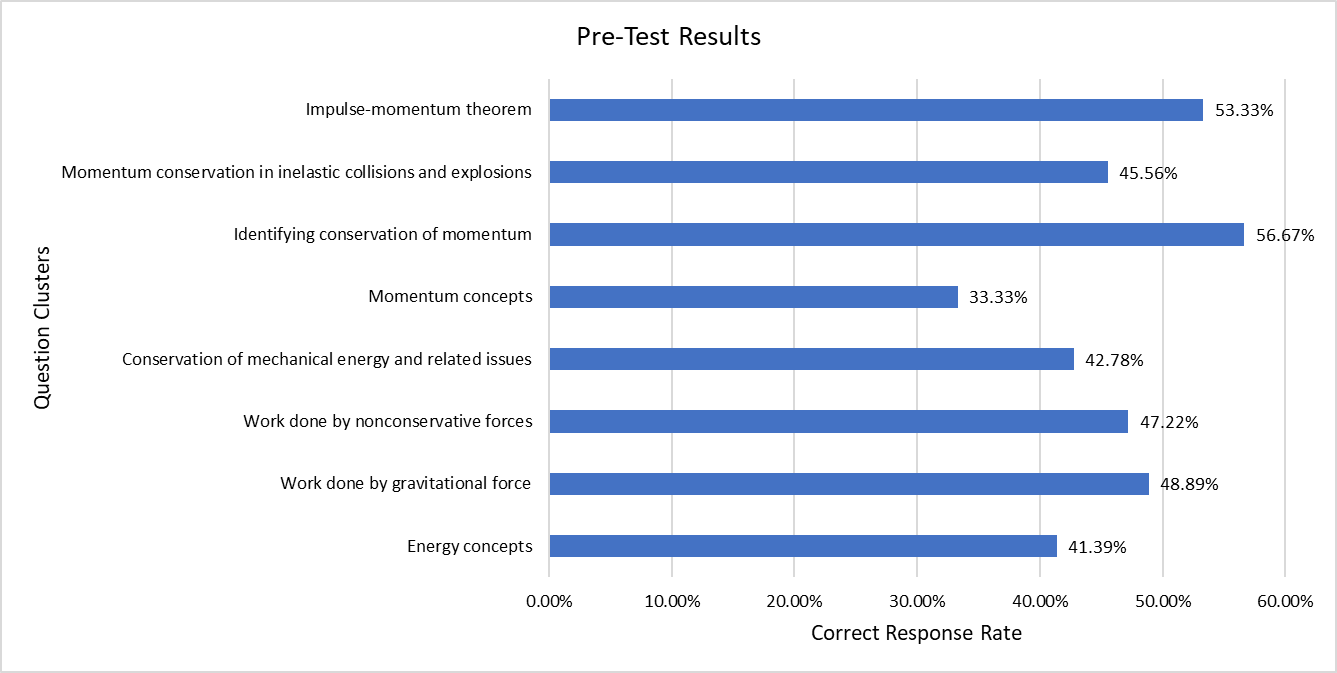 Pre-Test Results
Question Clusters
Impulse-momentum theorem
53.33%
Momentum conservation in inelastic collisions and explosions
45.56%
Identifying conservation of momentum
56.67%
Momentum concepts
33.33%
Conservation of mechanical energy and related issues
42.78%
Work done by nonconservative forces
47.22%
Work done by gravitational force
48.89%
Energy concepts
41.39%
0.00% 10.00% 20.00% 30.00% 40.00% 50.00% 60.00%
Correct Response Rate